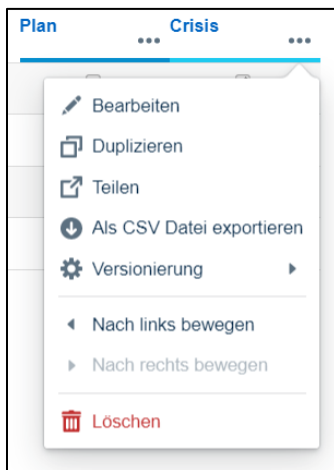 Plan
Crisis
Bearbeiten
Duplizieren
Teilen
Als CSV Datei exportieren
Versionierung
Nach links bewegen
Nach rechts bewegen
Löschen